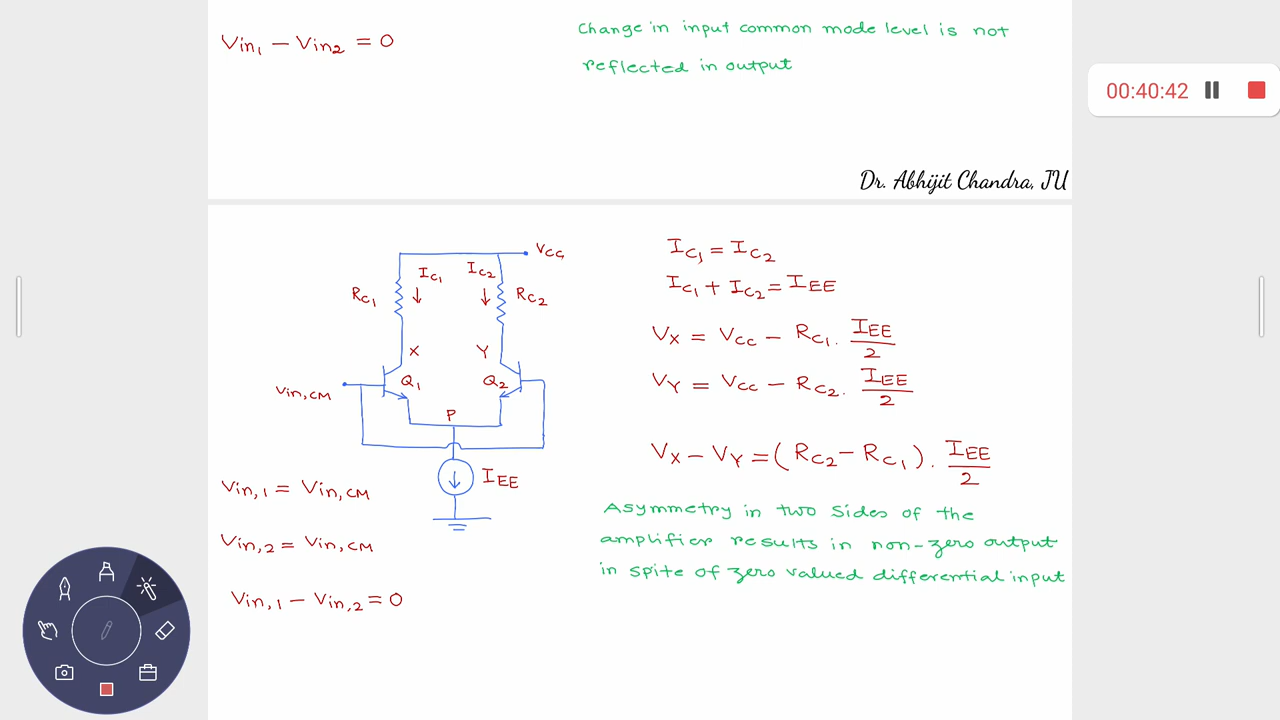 Vin₁ − Vin₂ = 0
Change in input common mode level is not
reflected in output
00:40:42
Dr. Abhijit Chandra, JU
VCC
IC₁
IC₂
RC₁
RC₂
X
Y
Q₁
Q₂
Vin,CM
P
IEE
Vin,1 = Vin,CM
Vin,2 = Vin,CM
Vin,1 − Vin,2 = 0
IC₁ = IC₂
IC₁ + IC₂ = IEE
VX = VCC − RC₁ . IEE/2
VY = VCC − RC₂ . IEE/2
VX − VY = (RC₂ − RC₁) . IEE/2
Asymmetry in two sides of the
amplifier results in non-zero output
in spite of zero valued differential input